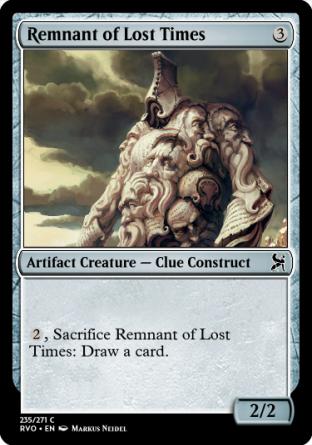 Remnant of Lost Times 3
Artifact Creature — Clue Construct
2, Sacrifice Remnant of Lost
Times: Draw a card.
2/2
235/271 C
RVO • EN Markus Neidel